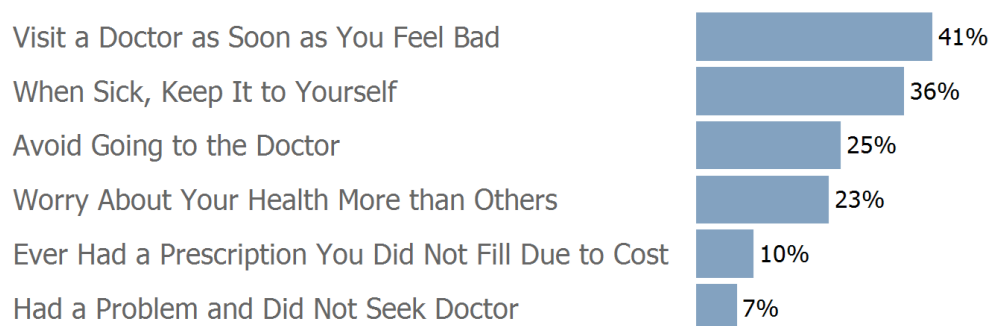 Visit a Doctor as Soon as You Feel Bad 41%
When Sick, Keep It to Yourself 36%
Avoid Going to the Doctor 25%
Worry About Your Health More than Others 23%
Ever Had a Prescription You Did Not Fill Due to Cost 10%
Had a Problem and Did Not Seek Doctor 7%